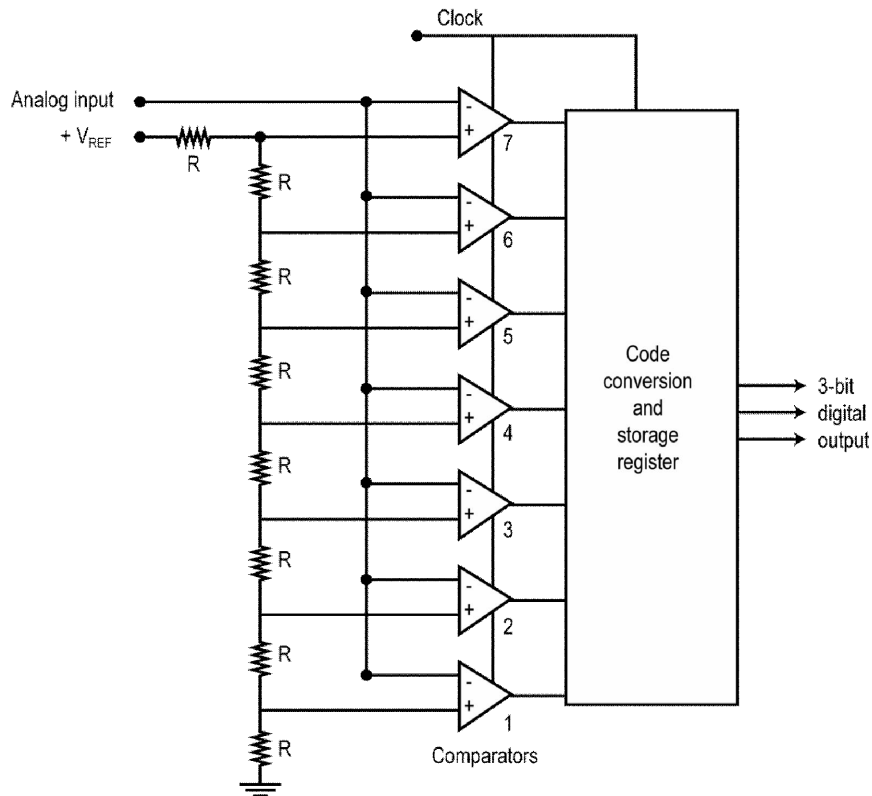 Clock
Analog input
+ VREF
R
R
R
R
R
R
R
R
-
+
7
-
+
6
-
+
5
-
+
4
-
+
3
-
+
2
-
+
1
Comparators
Code
conversion
and
storage
register
3-bit
digital
output